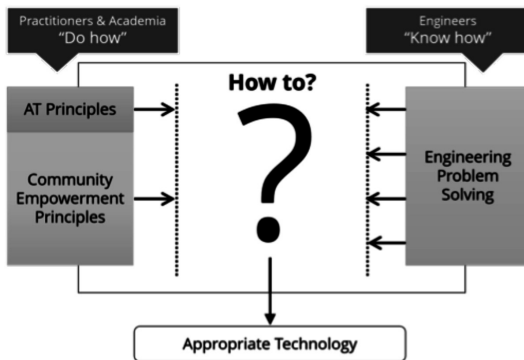 Practitioners & Academia
“Do how”
Engineers
“Know how”
How to?
?
AT Principles
Community
Empowerment
Principles
Engineering
Problem
Solving
Appropriate Technology